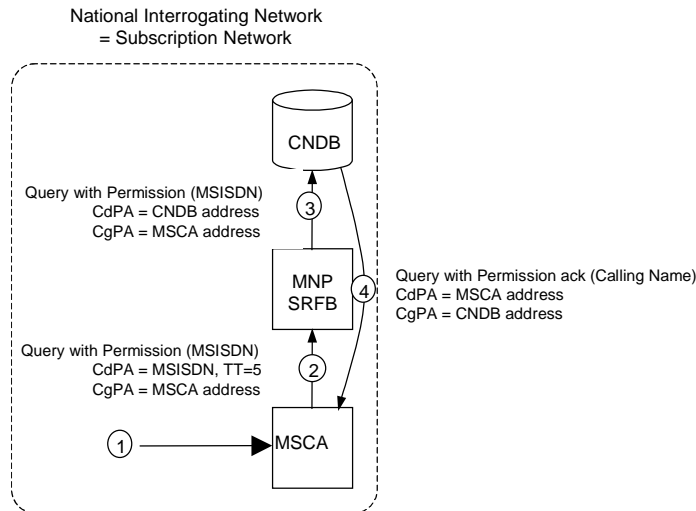 National Interrogating Network
= Subscription Network
CNDB
Query with Permission (MSISDN)
CdPA = CNDB address
CgPA = MSCA address
3
MNP
SRFB
4
Query with Permission ack (Calling Name)
CdPA = MSCA address
CgPA = CNDB address
Query with Permission (MSISDN)
CdPA = MSISDN, TT=5
CgPA = MSCA address
2
1
MSCA